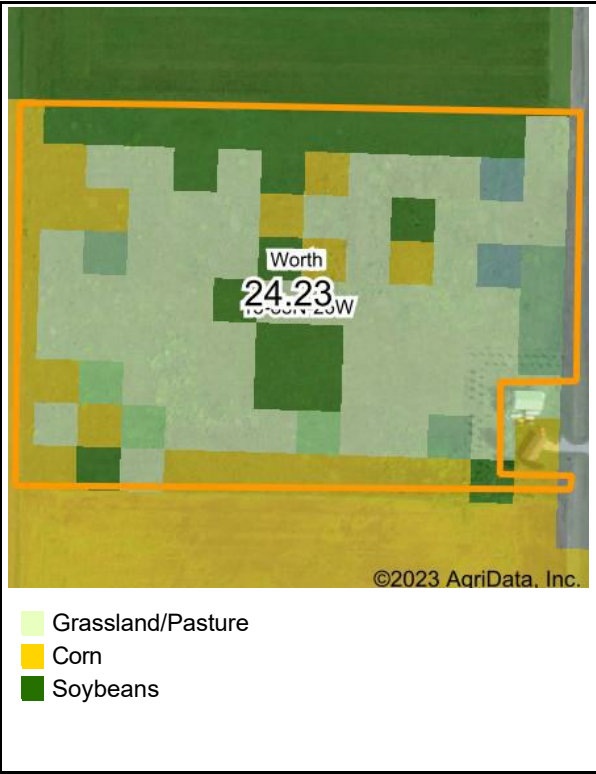 Worth
24.23
©2023 AgriData, Inc.
Grassland/Pasture
Corn
Soybeans